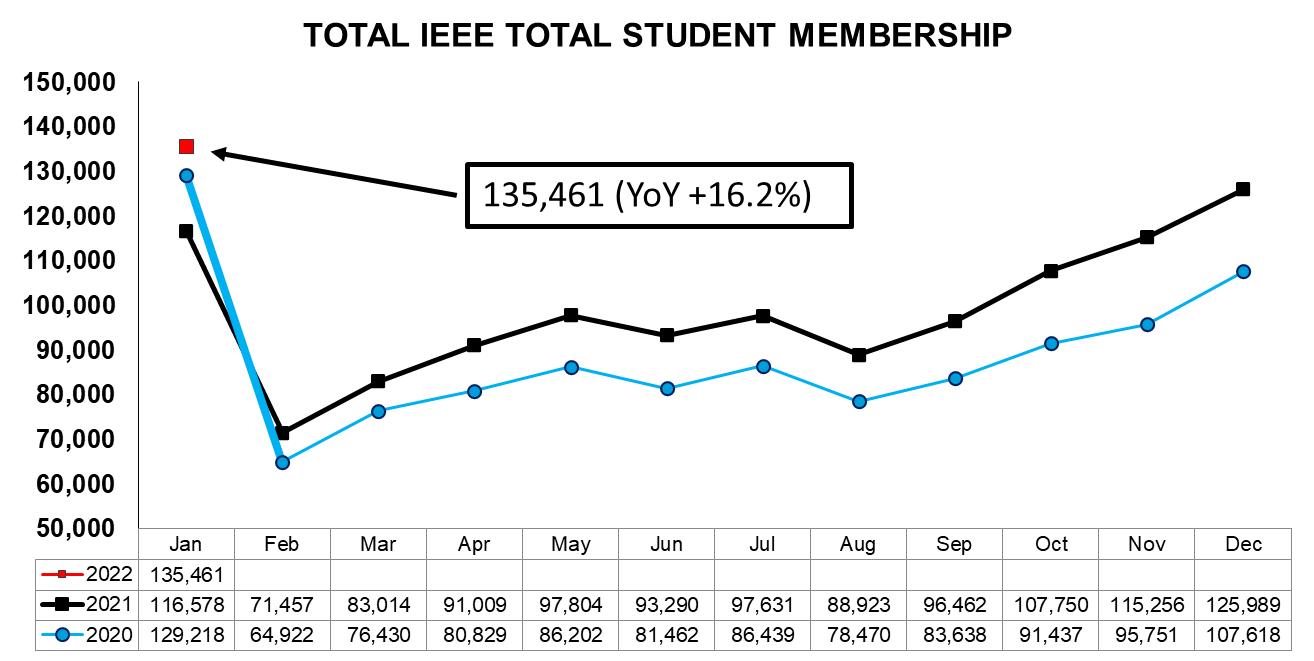 TOTAL IEEE TOTAL STUDENT MEMBERSHIP
150,000
140,000
130,000
120,000
110,000
100,000
90,000
80,000
70,000
60,000
50,000
135,461 (YoY +16.2%)
Jan Feb Mar Apr May Jun Jul Aug Sep Oct Nov Dec
2022 135,461
2021 116,578 71,457 83,014 91,009 97,804 93,290 97,631 88,923 96,462 107,750 115,256 125,989
2020 129,218 64,922 76,430 80,829 86,202 81,462 86,439 78,470 83,638 91,437 95,751 107,618